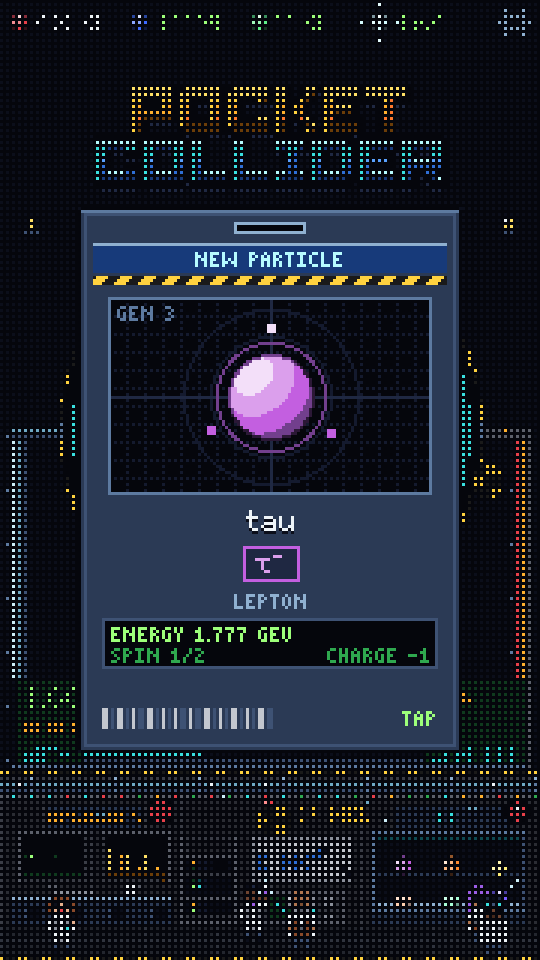 POCKET
COLLIDER
NEW PARTICLE
GEN 3
tau
τ⁻
LEPTON
ENERGY 1.777 GEV
SPIN 1/2 CHARGE -1
TAP